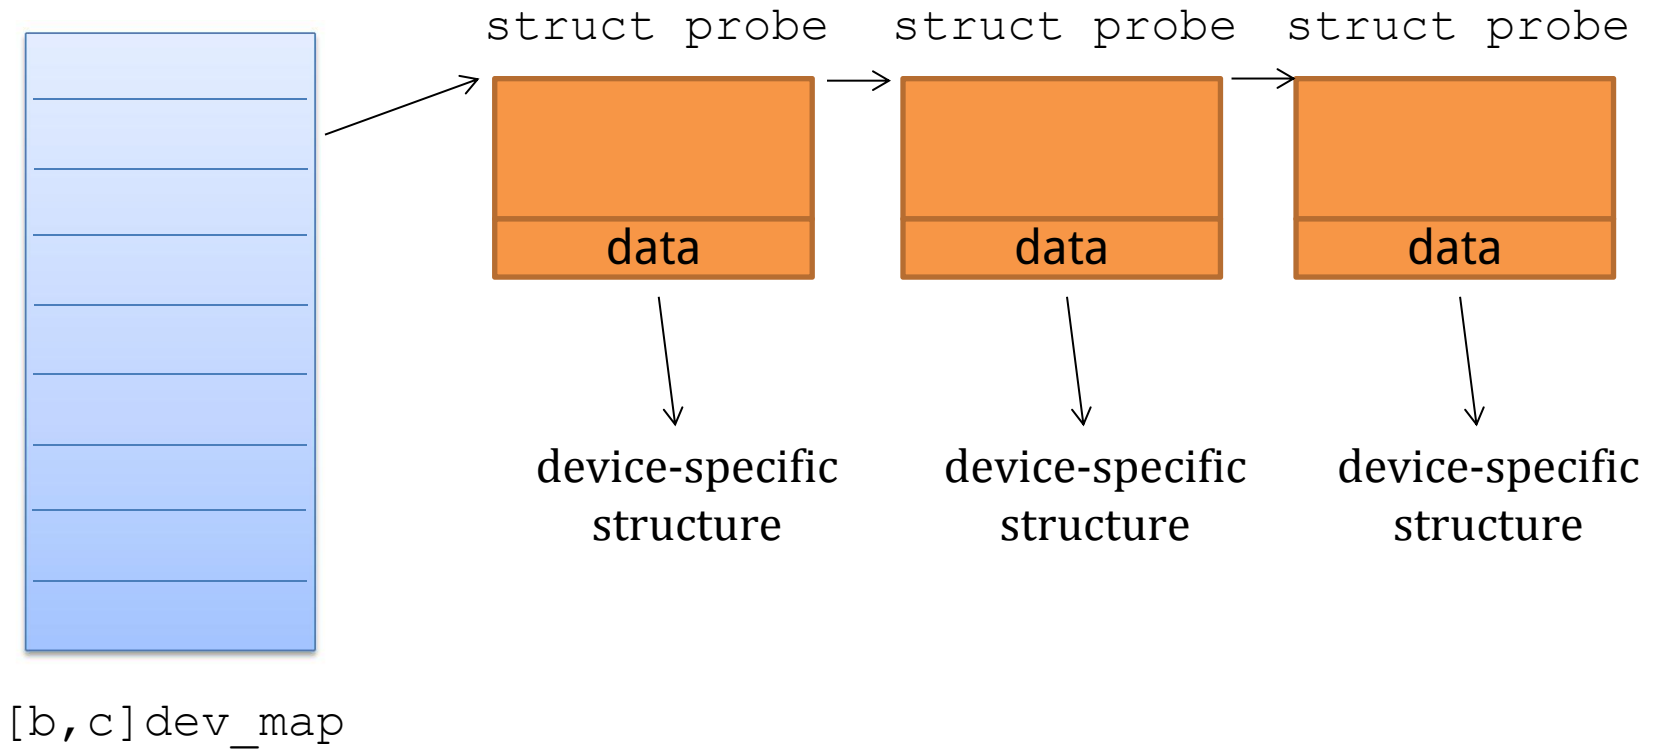 struct probe
struct probe
struct probe
data
data
data
device-specific
structure
device-specific
structure
device-specific
structure
[b,c]dev_map